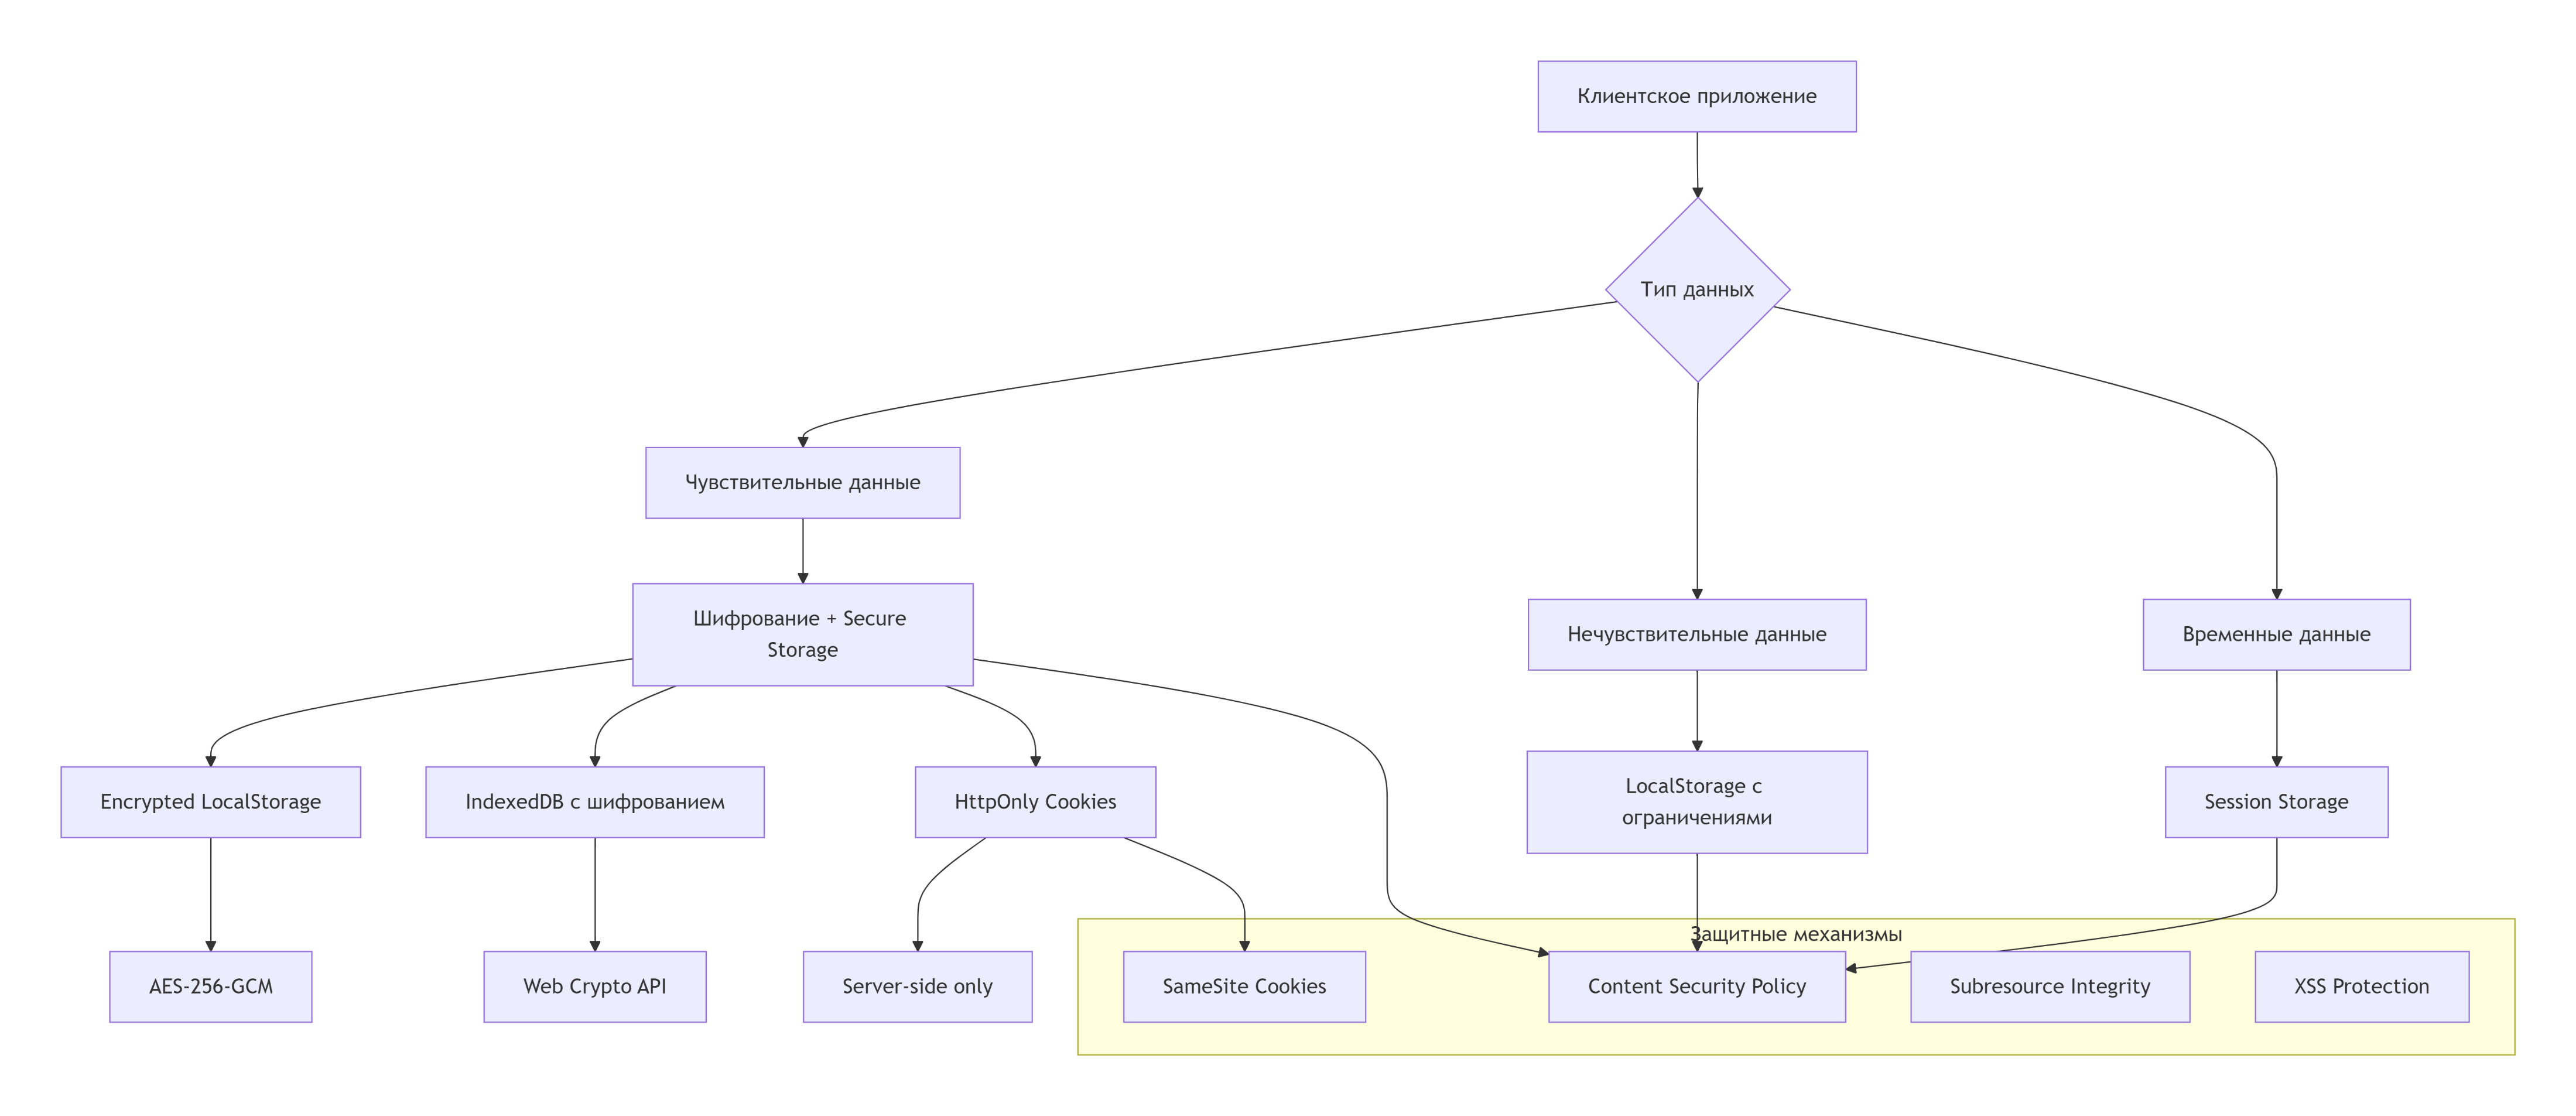 Клиентское приложение
Тип данных
Чувствительные данные
Шифрование + Secure
Storage
Нечувствительные данные
Временные данные
Encrypted LocalStorage
IndexedDB с шифрованием
HttpOnly Cookies
LocalStorage с
ограничениями
Session Storage
Защитные механизмы
AES-256-GCM
Web Crypto API
Server-side only
SameSite Cookies
Content Security Policy
Subresource Integrity
XSS Protection